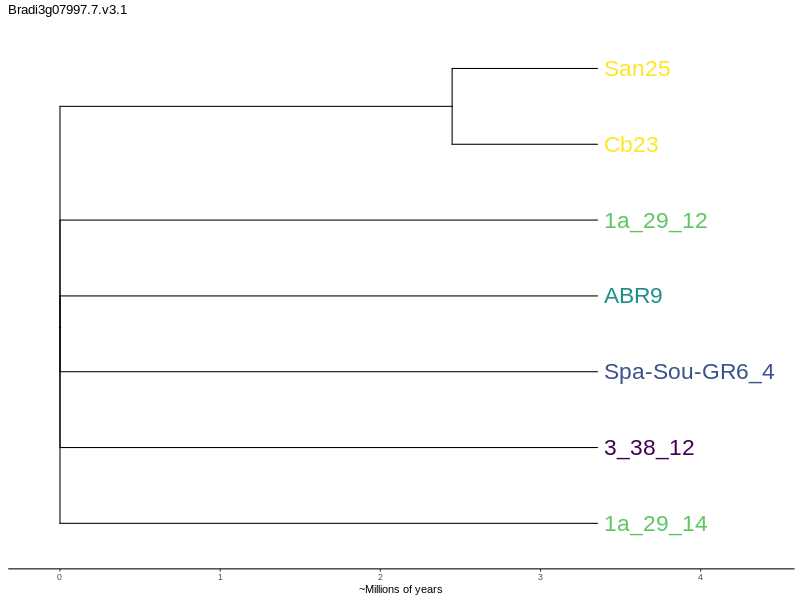 Bradi3g07997.7.v3.1
San25
Cb23
1a_29_12
ABR9
Spa-Sou-GR6_4
3_38_12
1a_29_14
0 1 2 3 4
~Millions of years